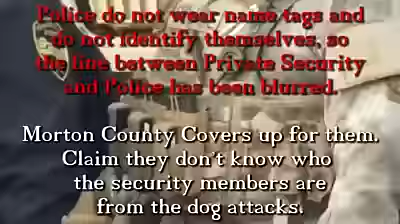 Police do not wear name tags and
do not identify themselves, so
the line between Private Security
and Police has been blurred.
Morton County Covers up for them.
Claim they don't know who
the security members are
from the dog attacks.